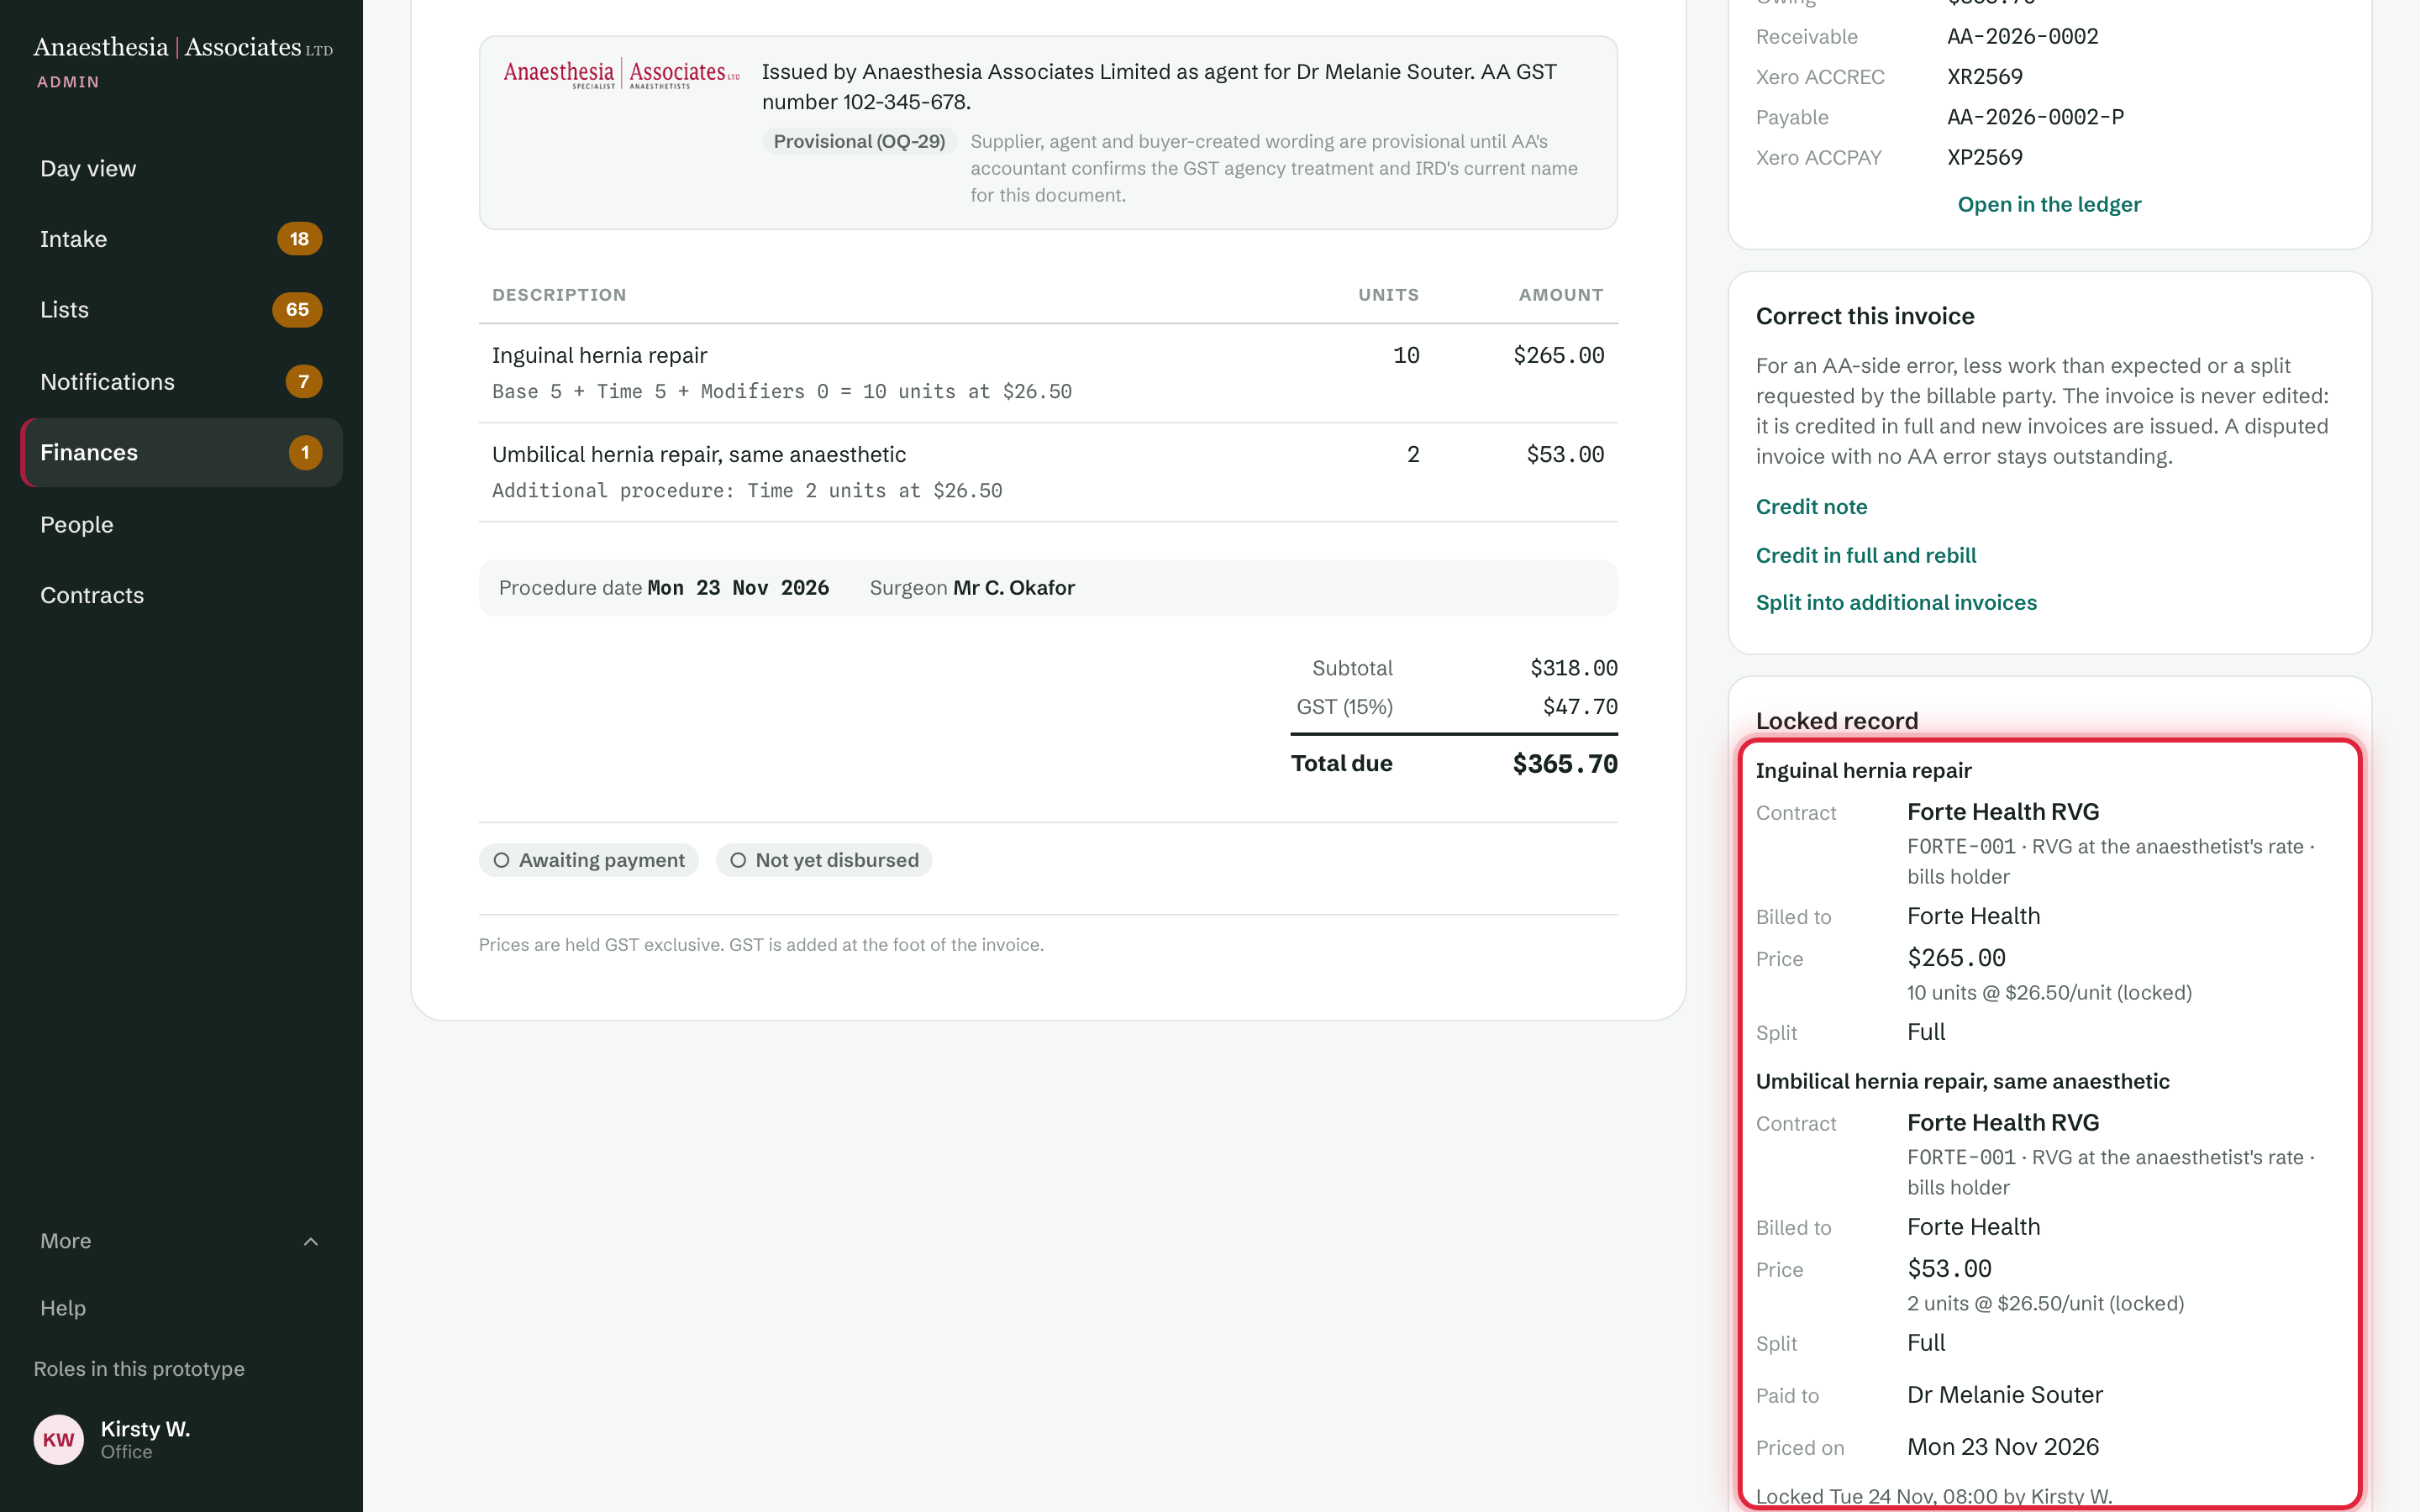 Anaesthesia | Associates LTD
ADMIN
Day view
Intake 18
Lists 65
Notifications 7
Finances 1
People
Contracts
More
Help
Roles in this prototype
KW
Kirsty W.
Office
Anaesthesia | Associates LTD
SPECIALIST ANAESTHETISTS
Issued by Anaesthesia Associates Limited as agent for Dr Melanie Souter. AA GST
number 102-345-678.
Provisional (OQ-29)
Supplier, agent and buyer-created wording are provisional until AA's
accountant confirms the GST agency treatment and IRD's current name
for this document.
DESCRIPTION UNITS AMOUNT
Inguinal hernia repair 10 $265.00
Base 5 + Time 5 + Modifiers 0 = 10 units at $26.50
Umbilical hernia repair, same anaesthetic 2 $53.00
Additional procedure: Time 2 units at $26.50
Procedure date Mon 23 Nov 2026 Surgeon Mr C. Okafor
Subtotal $318.00
GST (15%) $47.70
Total due $365.70
Awaiting payment Not yet disbursed
Prices are held GST exclusive. GST is added at the foot of the invoice.
Receivable AA-2026-0002
Xero ACCREC XR2569
Payable AA-2026-0002-P
Xero ACCPAY XP2569
Open in the ledger
Correct this invoice
For an AA-side error, less work than expected or a split
requested by the billable party. The invoice is never edited:
it is credited in full and new invoices are issued. A disputed
invoice with no AA error stays outstanding.
Credit note
Credit in full and rebill
Split into additional invoices
Locked record
Inguinal hernia repair
Contract Forte Health RVG
FORTE-001 · RVG at the anaesthetist's rate ·
bills holder
Billed to Forte Health
Price $265.00
10 units @ $26.50/unit (locked)
Split Full
Umbilical hernia repair, same anaesthetic
Contract Forte Health RVG
FORTE-001 · RVG at the anaesthetist's rate ·
bills holder
Billed to Forte Health
Price $53.00
2 units @ $26.50/unit (locked)
Split Full
Paid to Dr Melanie Souter
Priced on Mon 23 Nov 2026
Locked Tue 24 Nov, 08:00 by Kirsty W.